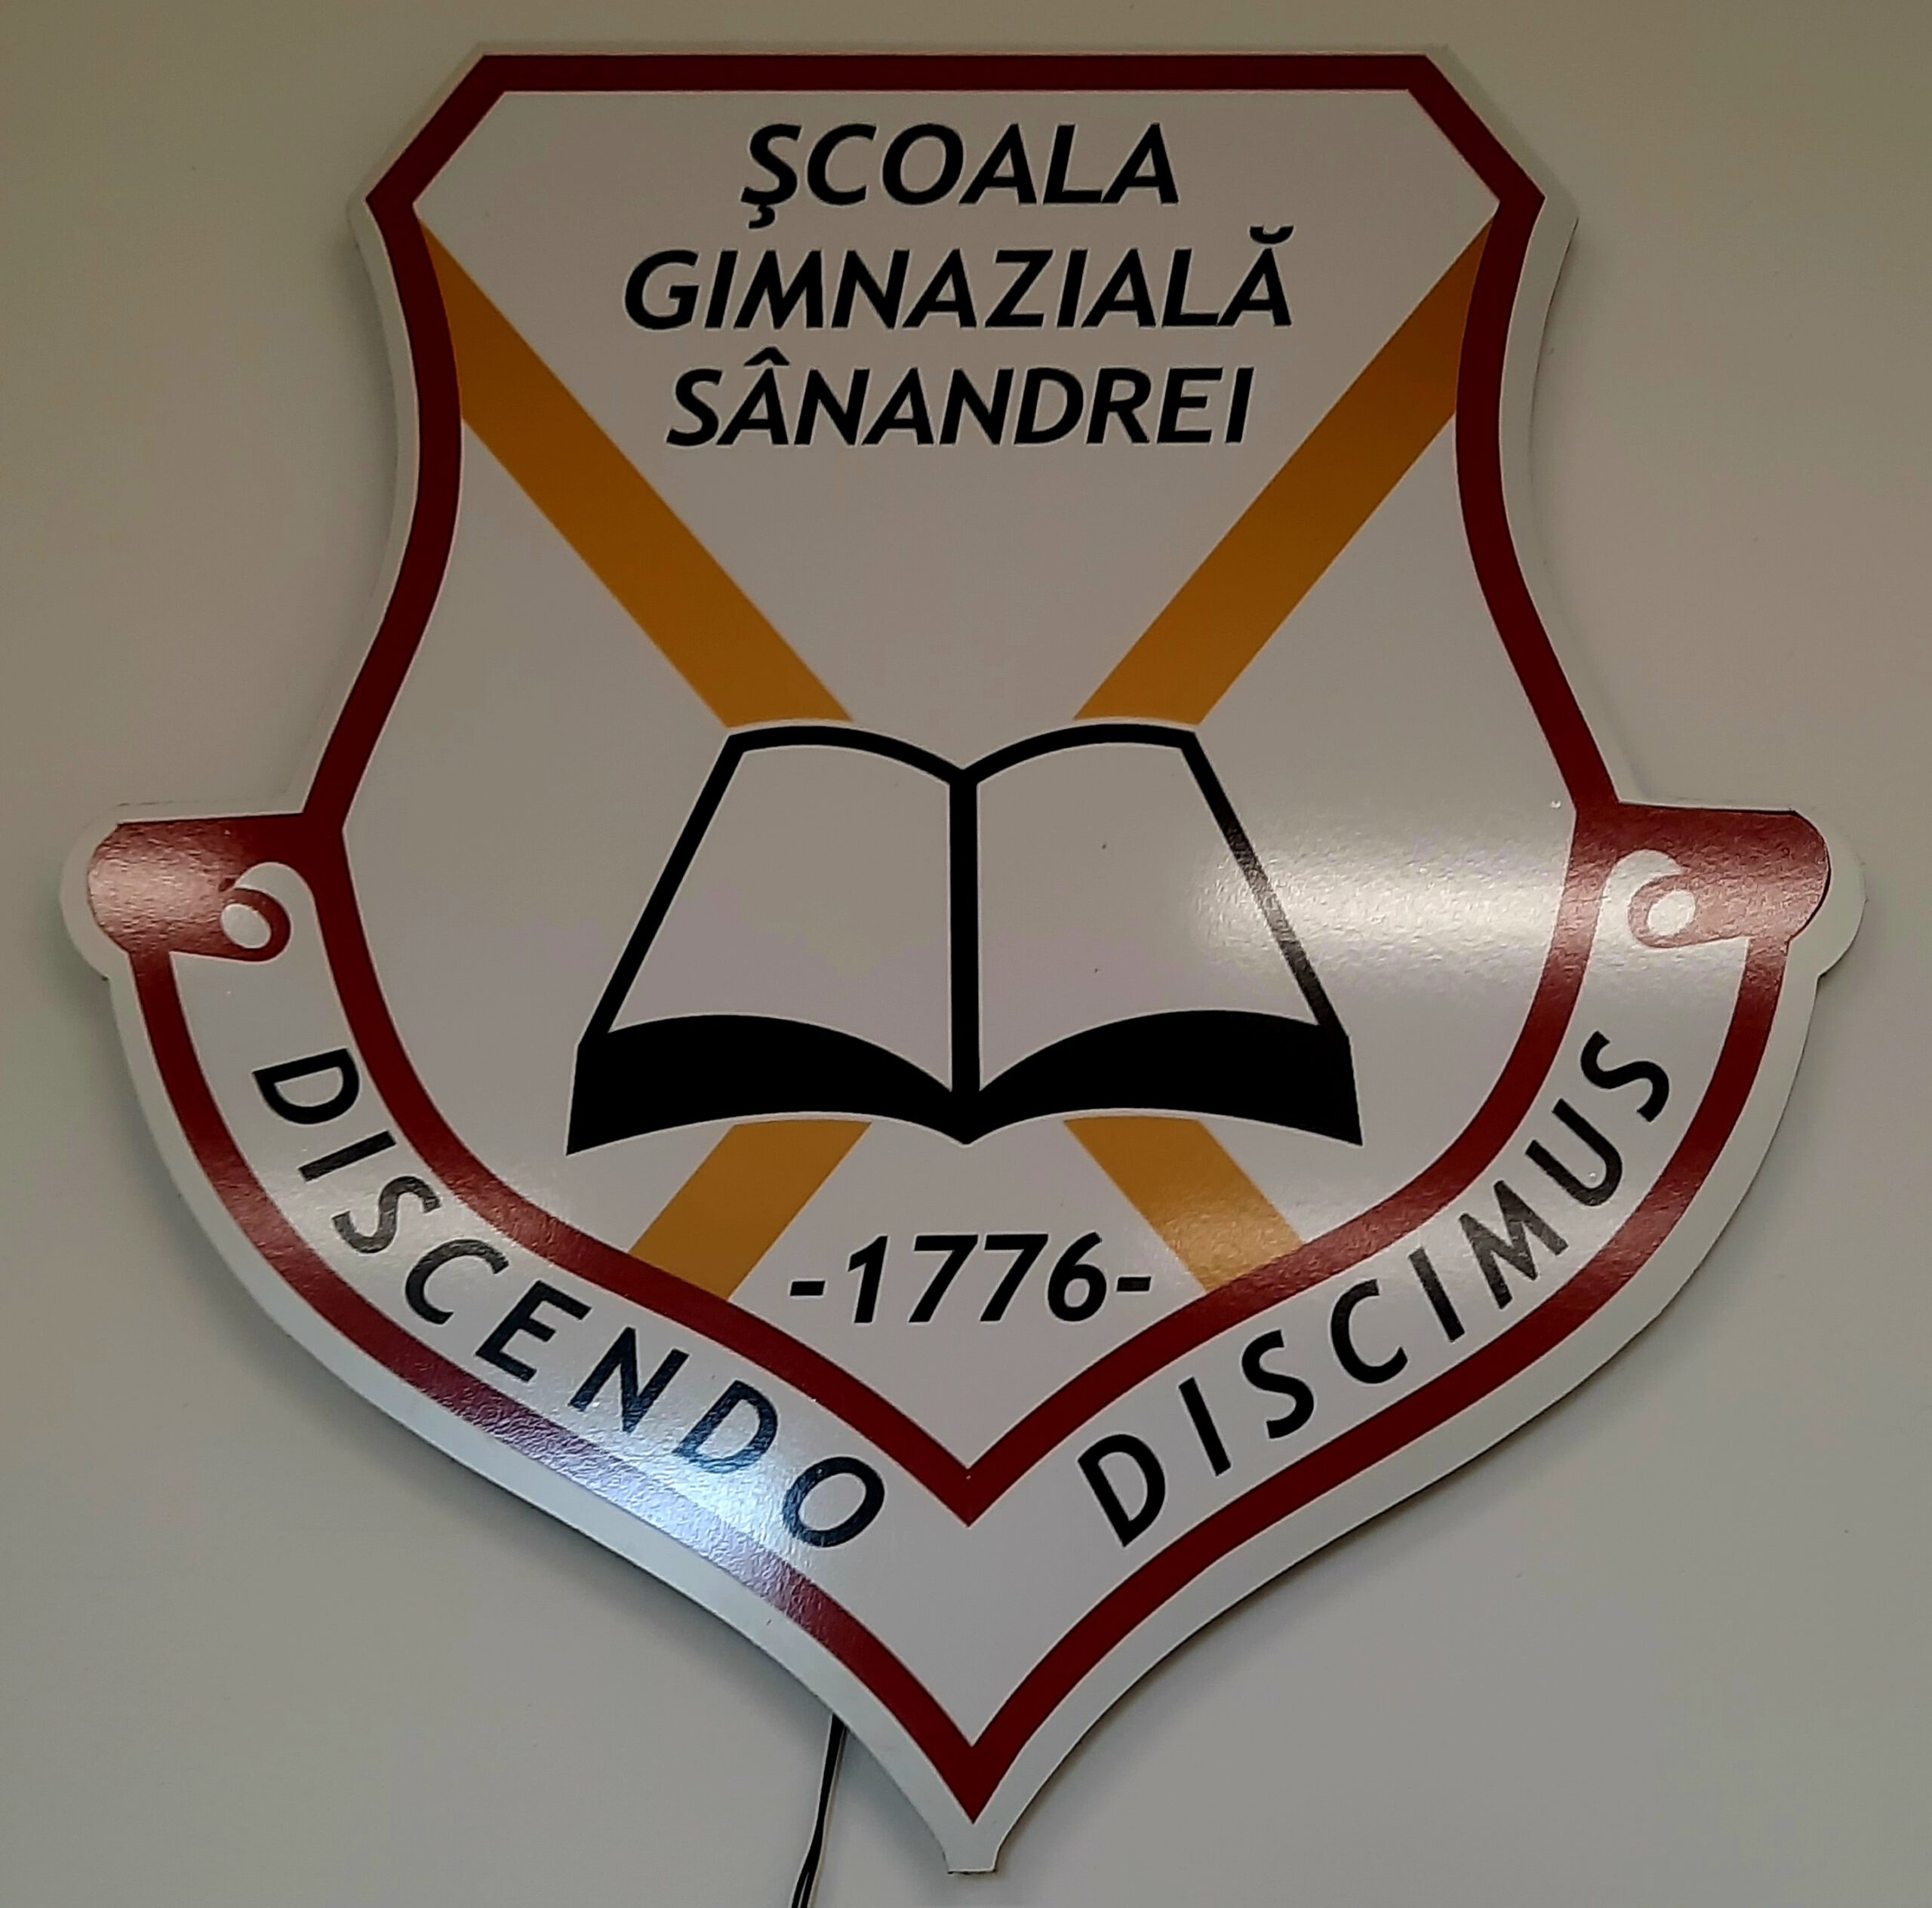 ŞCOALA
GIMNAZIALĂ
SÂNANDREI
-1776-
DISCENDO DISCIMUS